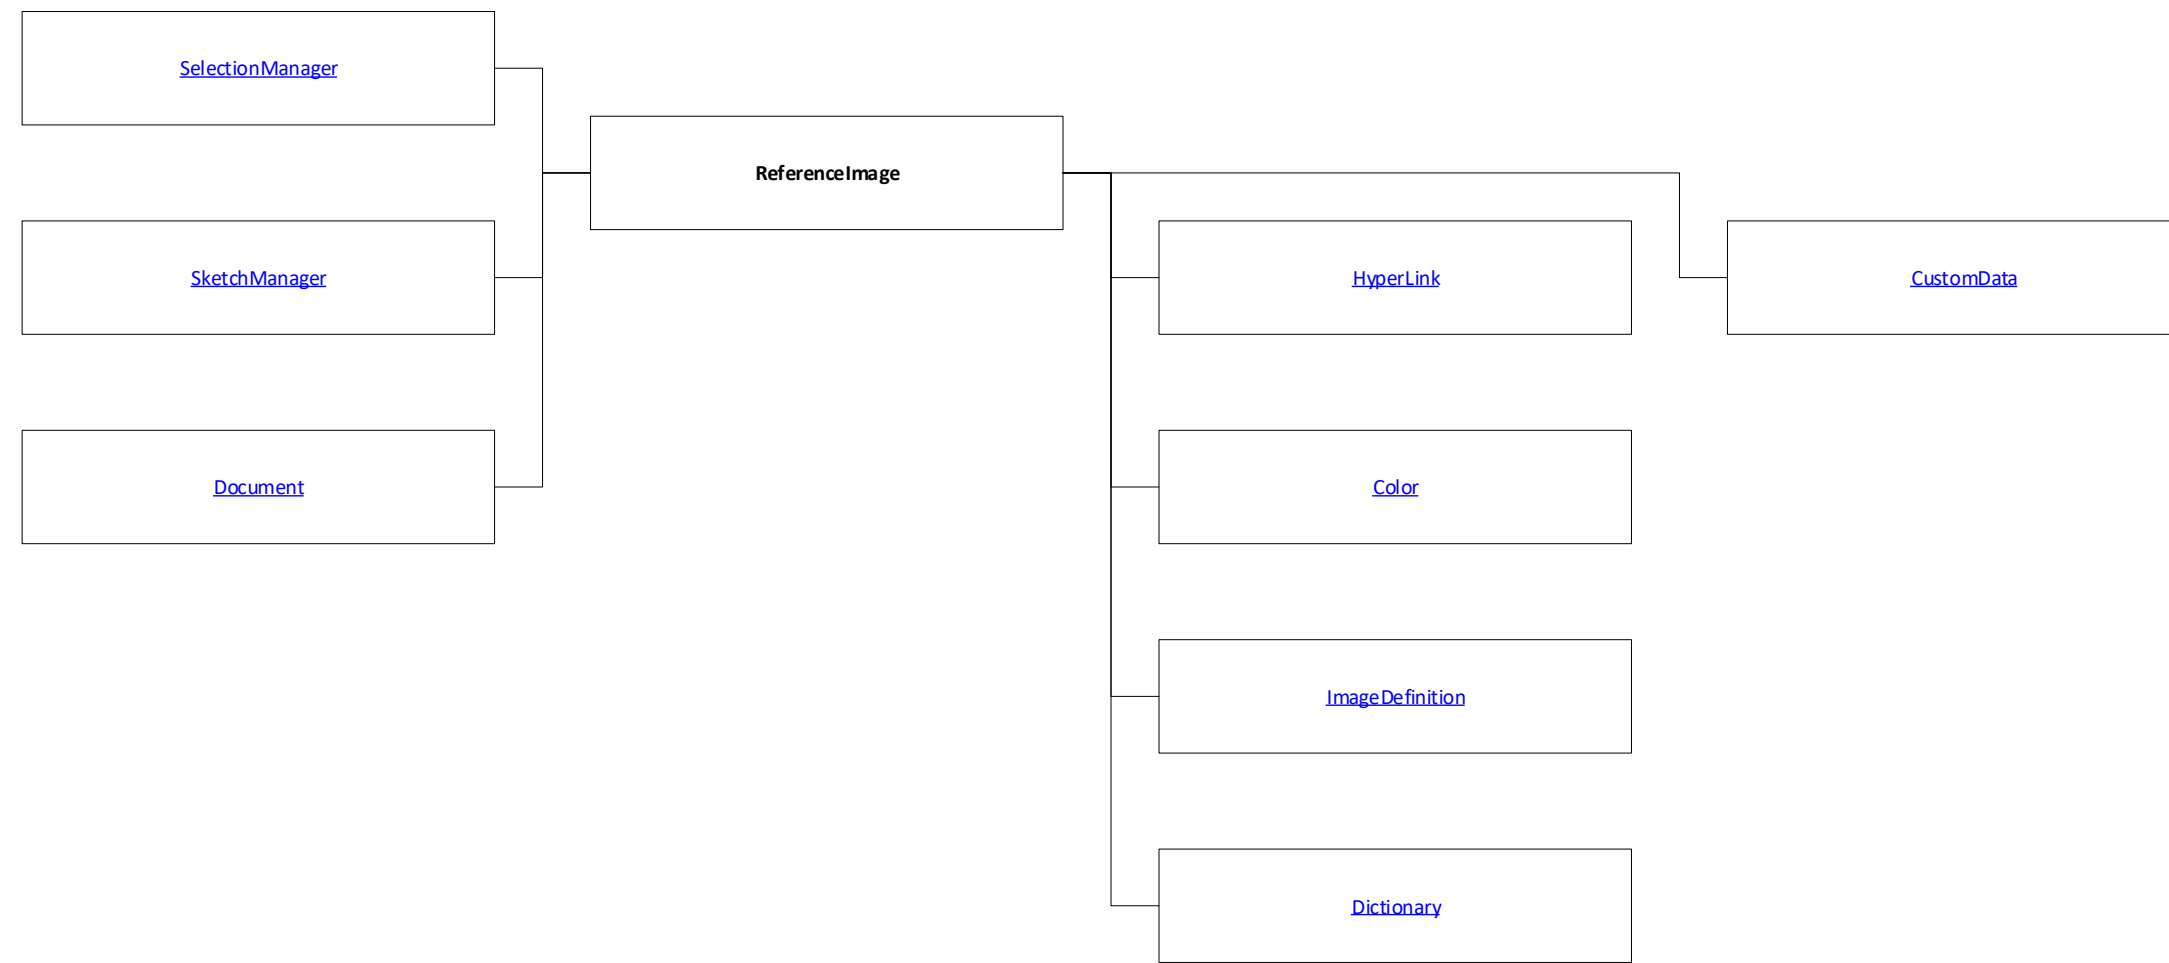 SelectionManager
ReferenceImage
SketchManager
HyperLink
CustomData
Document
Color
ImageDefinition
Dictionary